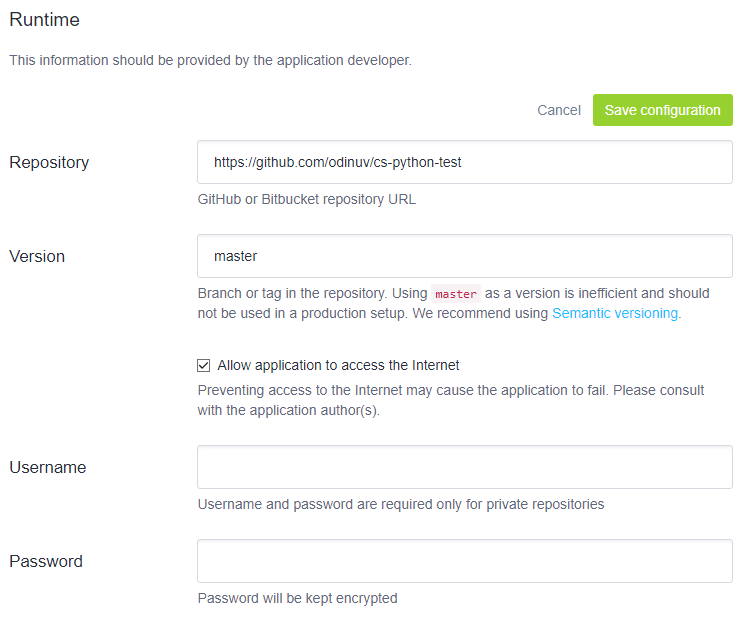 Runtime
This information should be provided by the application developer.
Cancel
Save configuration
Repository
https://github.com/odinuv/cs-python-test
GitHub or Bitbucket repository URL
Version
master
Branch or tag in the repository. Using master as a version is inefficient and should
not be used in a production setup. We recommend using Semantic versioning.
Allow application to access the Internet
Preventing access to the Internet may cause the application to fail. Please consult
with the application author(s).
Username
Username and password are required only for private repositories
Password
Password will be kept encrypted